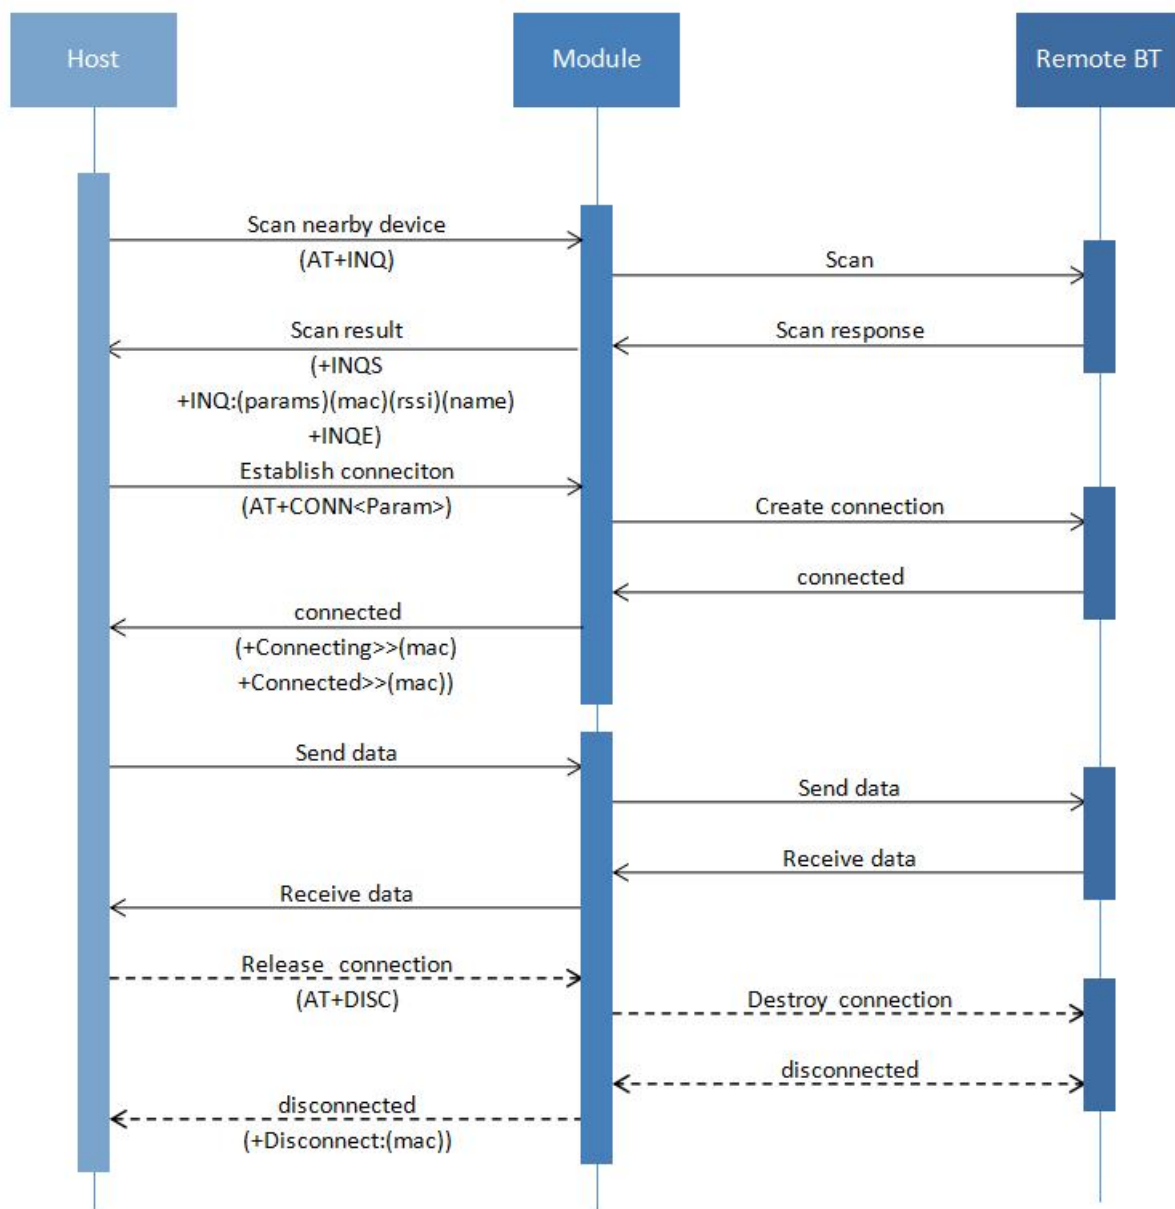 Host
Module
Remote BT
Scan nearby device
(AT+INQ)
Scan
Scan result
Scan response
(+INQS
+INQ:(params)(mac)(rssi)(name)
+INQE)
Establish conneciton
(AT+CONN<Param>)
Create connection
connected
connected
(+Connecting>>(mac)
+Connected>>(mac))
Send data
Send data
Receive data
Receive data
Release connection
(AT+DISC)
Destroy connection
disconnected
disconnected
(+Disconnect:(mac))